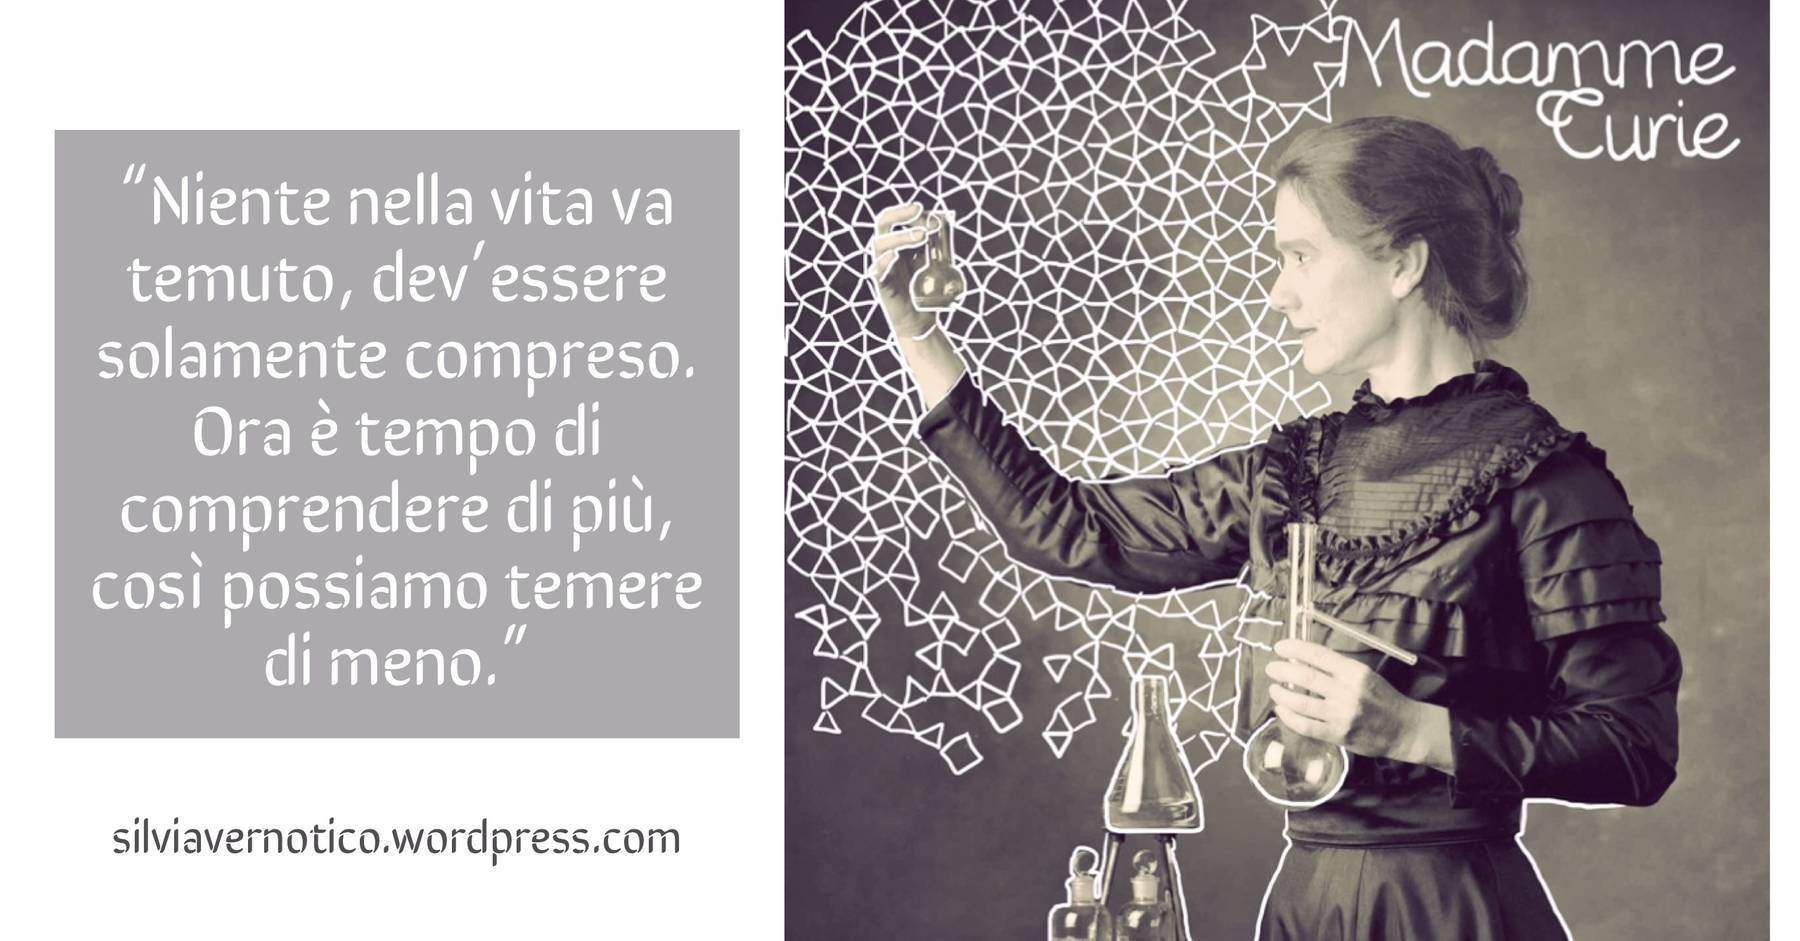 “Niente nella vita va
temuto, dev’essere
solamente compreso.
Ora è tempo di
comprendere di più,
così possiamo temere
di meno.”
silviavernotico.wordpress.com
Madamme
Curie